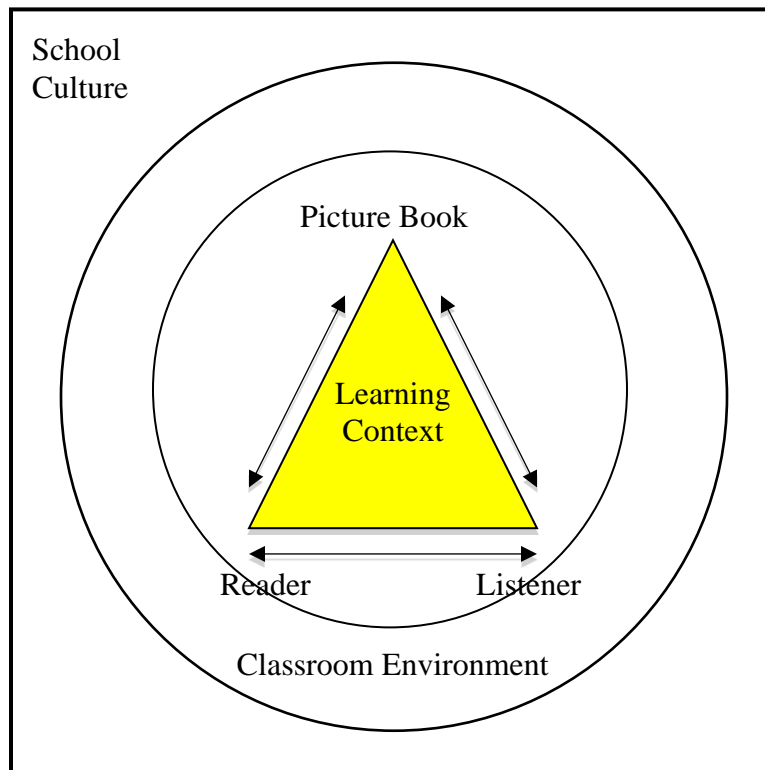 School
Culture
Picture Book
Learning
Context
Reader
Listener
Classroom Environment